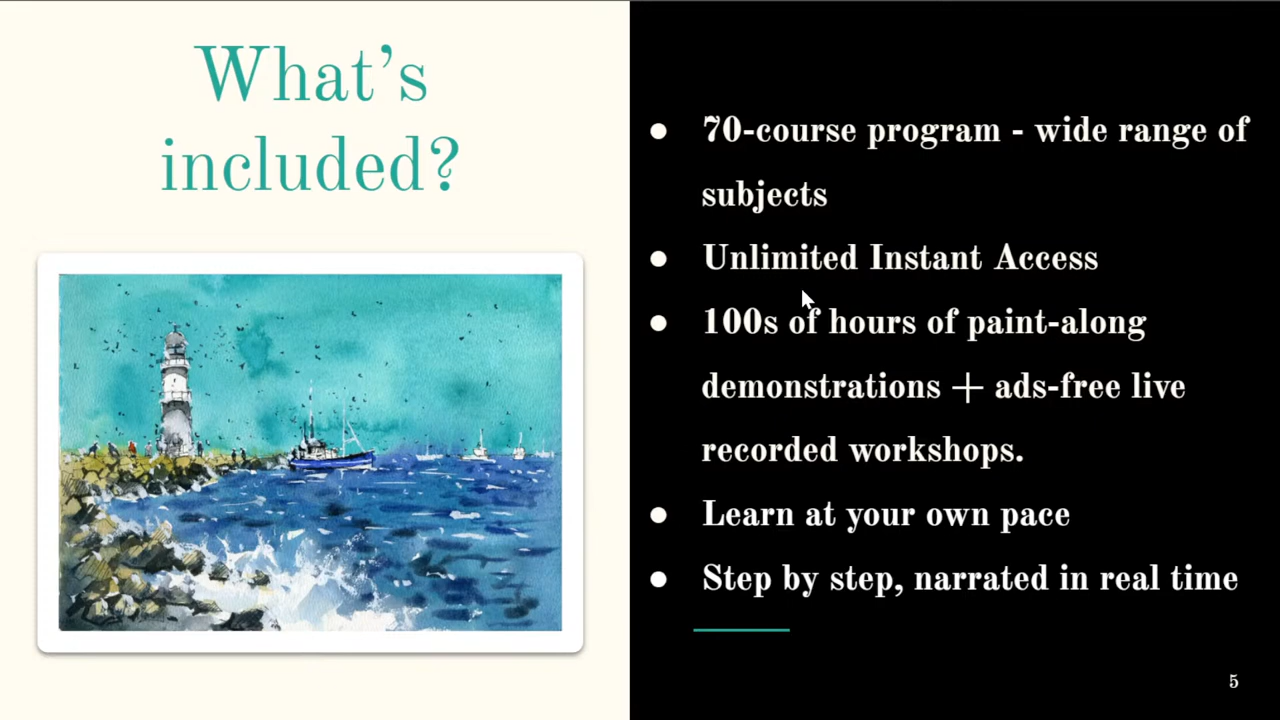 What's
included?
● 70-course program - wide range of
subjects
● Unlimited Instant Access
● 100s of hours of paint-along
demonstrations + ads-free live
recorded workshops.
● Learn at your own pace
● Step by step, narrated in real time
5